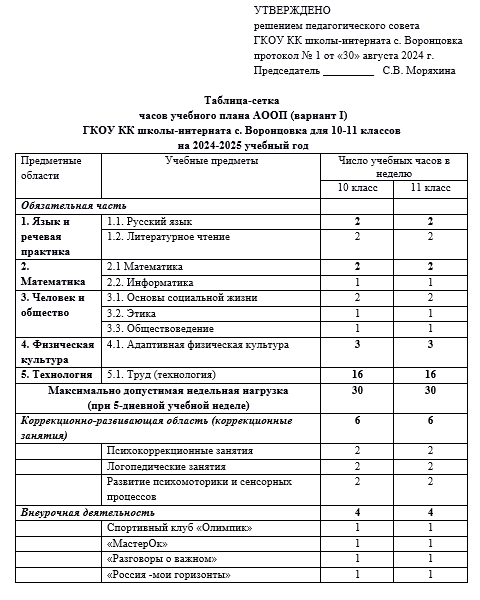 УТВЕРЖДЕНО
решением педагогического совета
ГКОУ КК школы-интерната с. Воронцовка
протокол № 1 от «30» августа 2024 г.
Председатель _________ С.В. Моряхина
Таблица-сетка
часов учебного плана АООП (вариант I)
ГКОУ КК школы-интерната с. Воронцовка для 10-11 классов
на 2024-2025 учебный год
Предметные области Учебные предметы Число учебных часов в неделю
10 класс 11 класс
Обязательная часть
1. Язык и речевая практика 1.1. Русский язык 2 2
1.2. Литературное чтение 2 2
2. Математика 2.1 Математика 2 2
2.2. Информатика 1 1
3. Человек и общество 3.1. Основы социальной жизни 2 2
3.2. Этика 1 1
3.3. Обществоведение 1 1
4. Физическая культура 4.1. Адаптивная физическая культура 3 3
5. Технология 5.1. Труд (технология) 16 16
Максимально допустимая недельная нагрузка
(при 5-дневной учебной неделе) 30 30
Коррекционно-развивающая область (коррекционные
занятия) 6 6
Психокоррекционные занятия 2 2
Логопедические занятия 2 2
Развитие психомоторики и сенсорных
процессов 2 2
Внеурочная деятельность 4 4
Спортивный клуб «Олимпик» 1 1
«МастерОк» 1 1
«Разговоры о важном» 1 1
«Россия -мои горизонты» 1 1